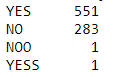 YES 551
NO 283
NOO 1
YESS 1